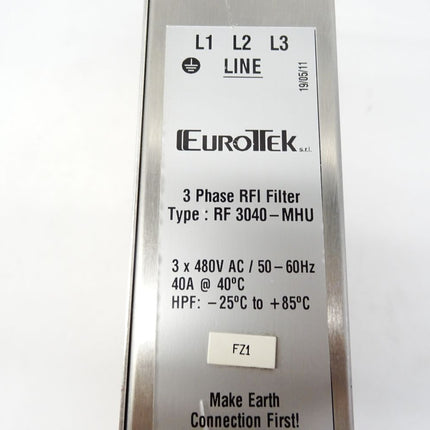 L1 L2 L3
LINE
19/05/11
EUROTEK s.r.l.
3 Phase RFI Filter
Type : RF 3040-MHU
3 x 480V AC / 50-60Hz
40A @ 40ºC
HPF: -25ºC to +85ºC
FZ1
Make Earth
Connection First!